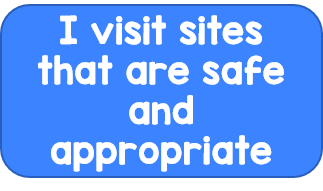 I visit sites
that are safe
and
appropriate